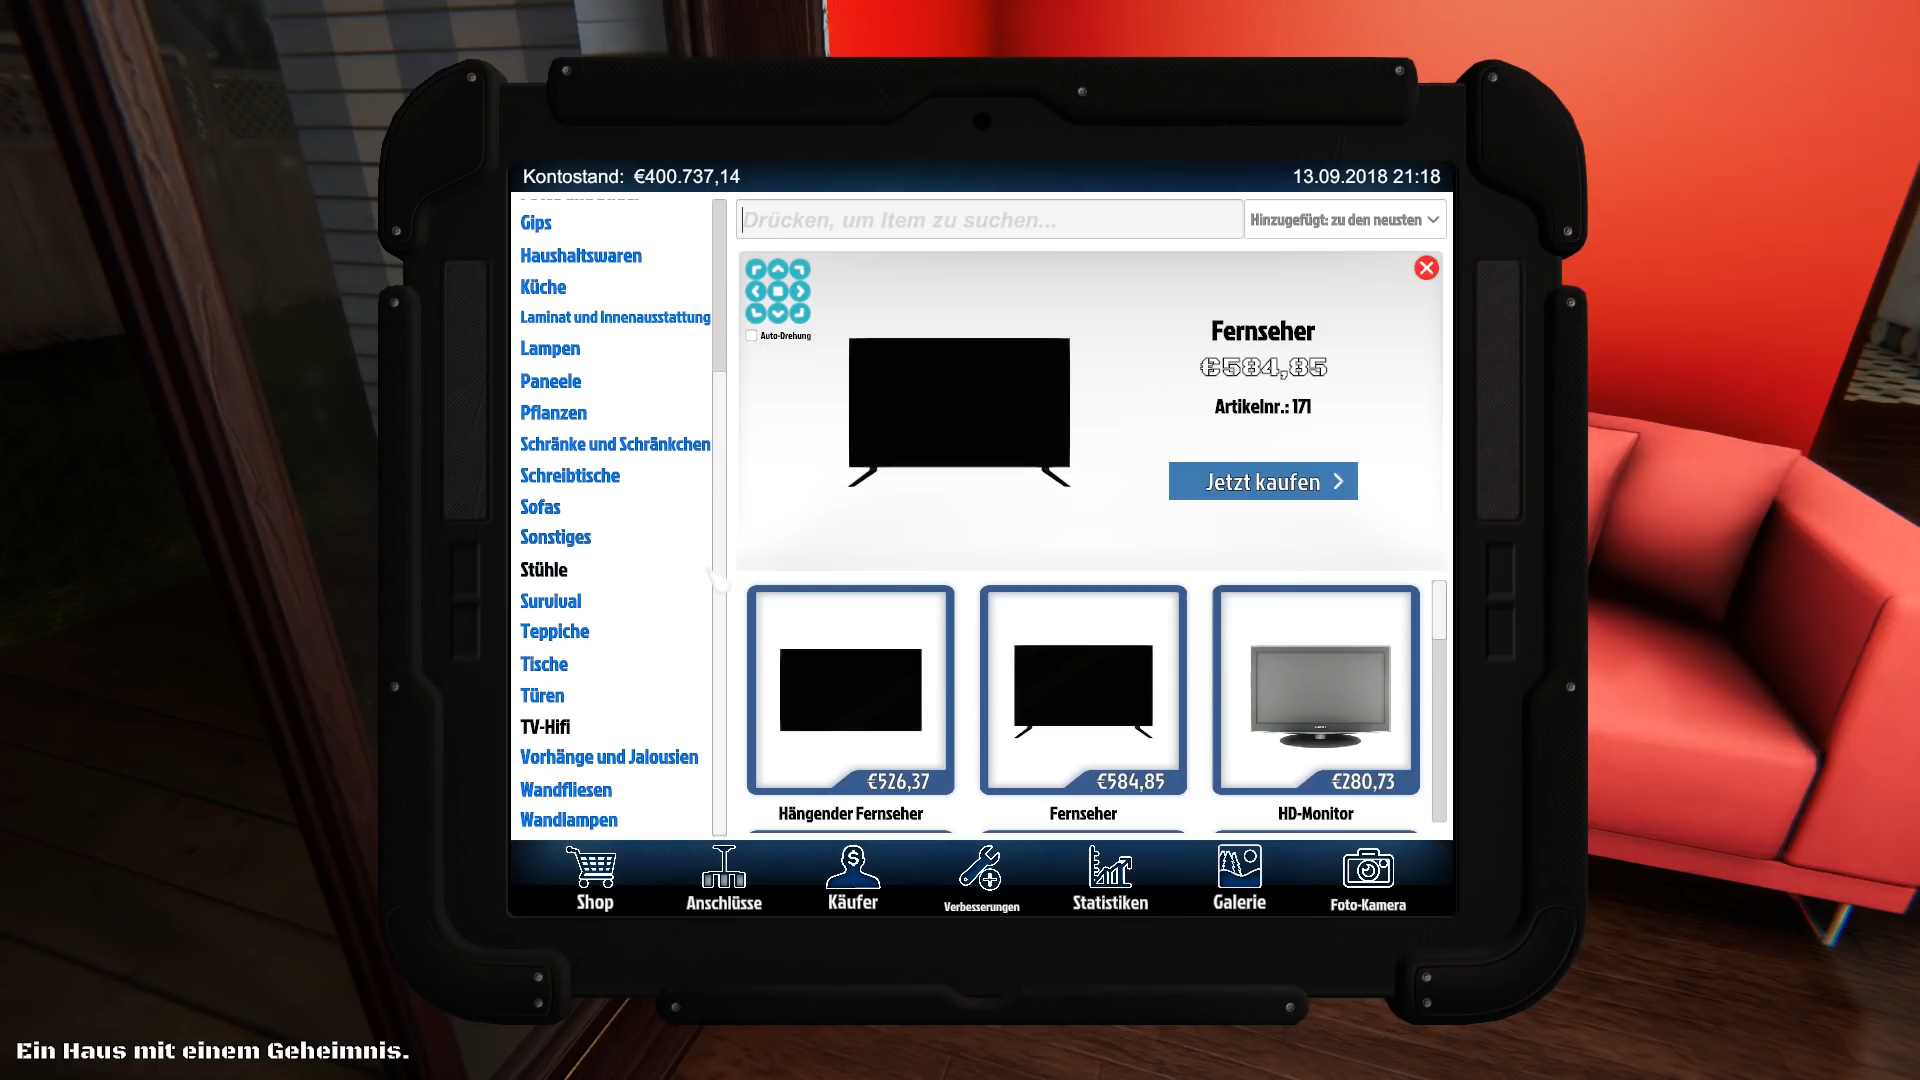 Kontostand: €400.737,14
13.09.2018 21:18
Gips
Haushaltswaren
Küche
Laminat und Innenausstattung
Lampen
Paneele
Pflanzen
Schränke und Schränkchen
Schreibtische
Sofas
Sonstiges
Stühle
Survival
Teppiche
Tische
Türen
TV-Hifi
Vorhänge und Jalousien
Wandfliesen
Wandlampen
Drücken, um Item zu suchen...
Hinzugefügt: zu den neusten
Auto-Drehung
Fernseher
€584,85
Artikelnr.: 171
Jetzt kaufen
€526,37
Hängender Fernseher
€584,85
Fernseher
€280,73
HD-Monitor
Shop
Anschlüsse
Käufer
Verbesserungen
Statistiken
Galerie
Foto-Kamera
Ein Haus mit einem Geheimnis.